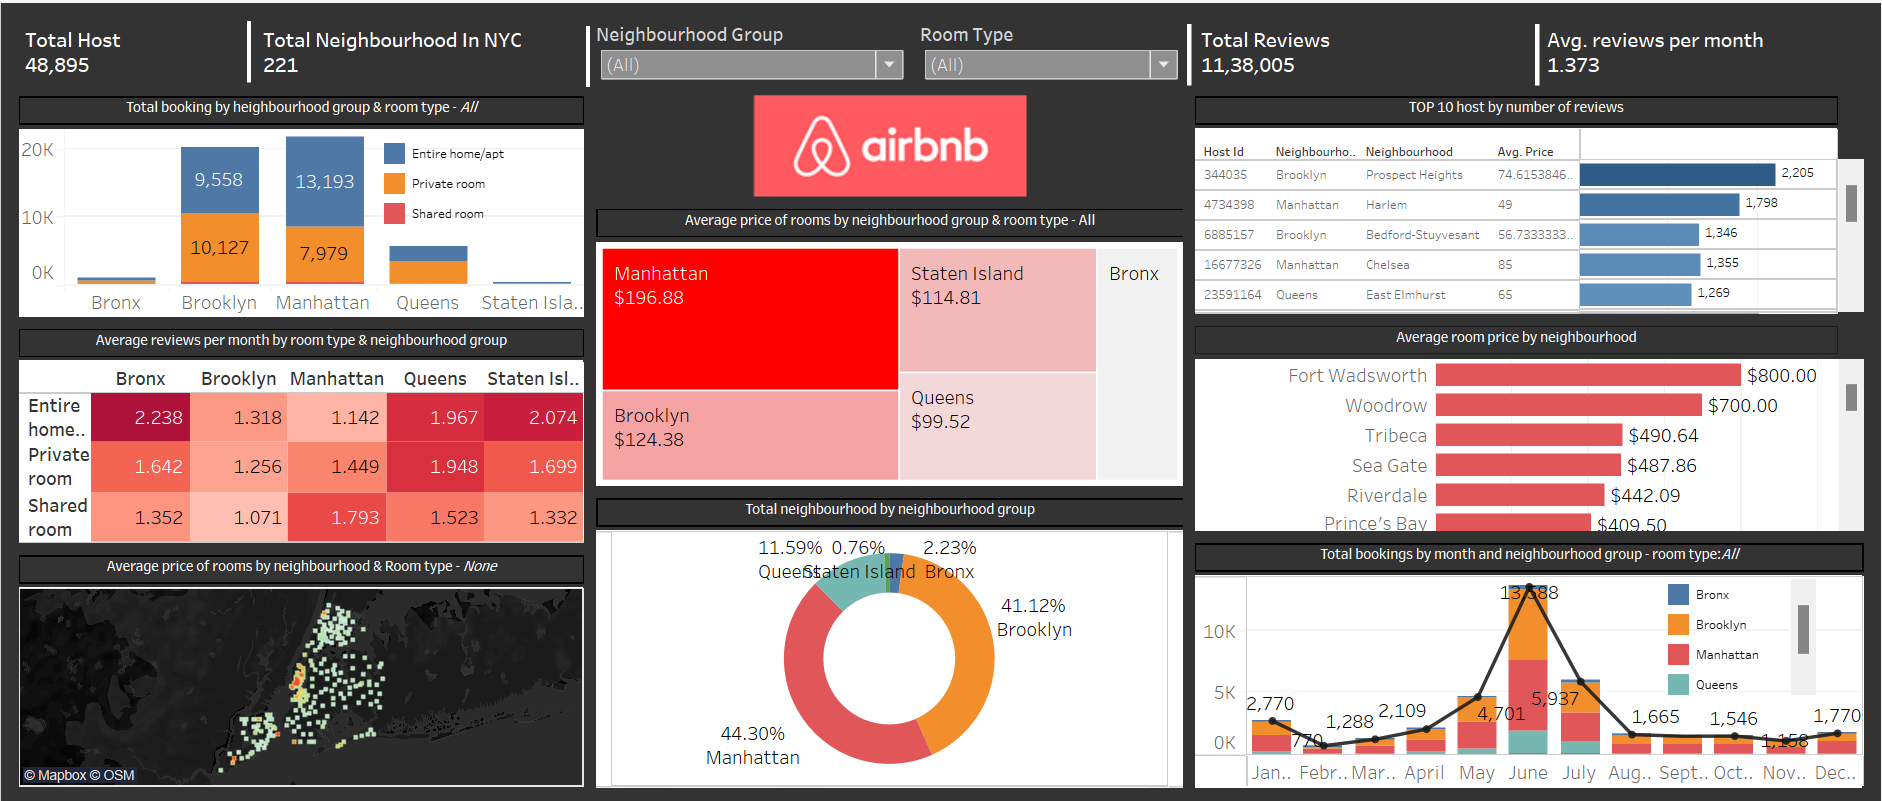 Total Host
48,895
Total Neighbourhood In NYC
221
Neighbourhood Group
(All)
Room Type
(All)
Total Reviews
11,38,005
Avg. reviews per month
1.373
Total booking by heighbourhood group & room type - All
20K
10K
0K
9,558
10,127
13,193
7,979
Entire home/apt
Private room
Shared room
Bronx
Brooklyn
Manhattan
Queens
Staten Isla..
Average reviews per month by room type & neighbourhood group
Bronx Brooklyn Manhattan Queens Staten Isl..
Entire home.. 2.238 1.318 1.142 1.967 2.074
Private room 1.642 1.256 1.449 1.948 1.699
Shared room 1.352 1.071 1.793 1.523 1.332
Average price of rooms by neighbourhood & Room type - None
© Mapbox © OSM
airbnb
Average price of rooms by neighbourhood group & room type - All
Manhattan
$196.88
Staten Island
$114.81
Bronx
Brooklyn
$124.38
Queens
$99.52
Total neighbourhood by neighbourhood group
11.59%
Queens
0.76%
Staten Island
2.23%
Bronx
41.12%
Brooklyn
44.30%
Manhattan
TOP 10 host by number of reviews
Host Id Neighbourho.. Neighbourhood Avg. Price
344035 Brooklyn Prospect Heights 74.6153846.. 2,205
4734398 Manhattan Harlem 49 1,798
6885157 Brooklyn Bedford-Stuyvesant 56.7333333.. 1,346
16677326 Manhattan Chelsea 85 1,355
23591164 Queens East Elmhurst 65 1,269
Average room price by neighbourhood
Fort Wadsworth $800.00
Woodrow $700.00
Tribeca $490.64
Sea Gate $487.86
Riverdale $442.09
Prince's Bay $409.50
Total bookings by month and neighbourhood group - room type:All
10K
5K
0K
2,770
770
1,288
2,109
4,701
13,588
5,937
1,665
1,546
1,158
1,770
Bronx
Brooklyn
Manhattan
Queens
Jan.. Febr.. Mar.. April May June July Aug.. Sept.. Oct.. Nov.. Dec..